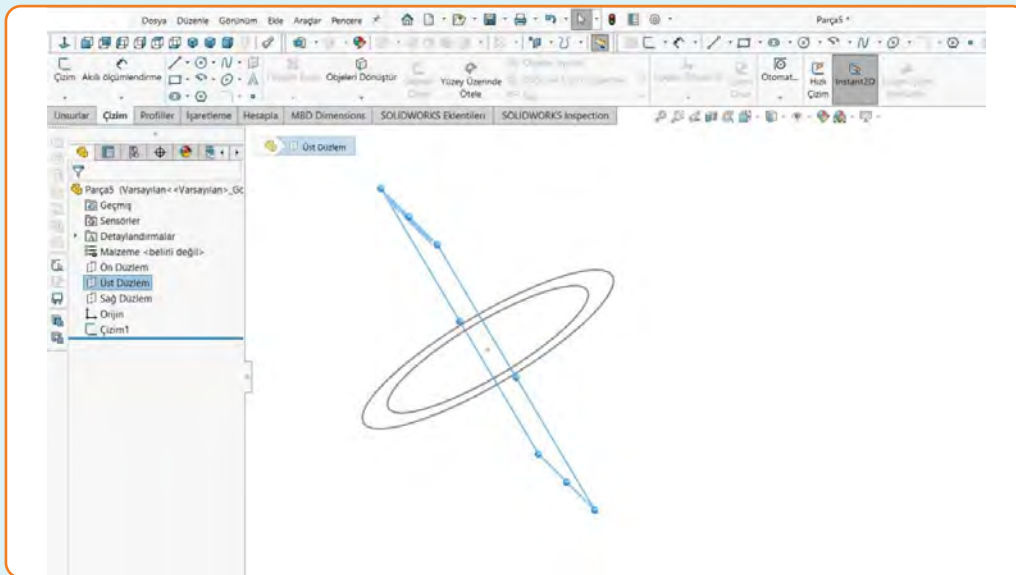 Dosya Düzenle Görünüm Ekle Araçlar Pencere
Parça5 *
Çizim Akıllı ölçümlendirme
Objeleri Dönüştür
Yüzey Üzerinde
Ötele
Otomat...
Hızlı
Çizim
Instant2D
Unsurlar Çizim Profiller İşaretleme Hesapla MBD Dimensions SOLIDWORKS Eklentileri SOLIDWORKS Inspection
Üst Düzlem
Parça5 (Varsayılan<<Varsayılan>_Gö
Geçmiş
Sensörler
Detaylandırmalar
Malzeme <belirli değil>
Ön Düzlem
Üst Düzlem
Sağ Düzlem
Orijin
Çizim1